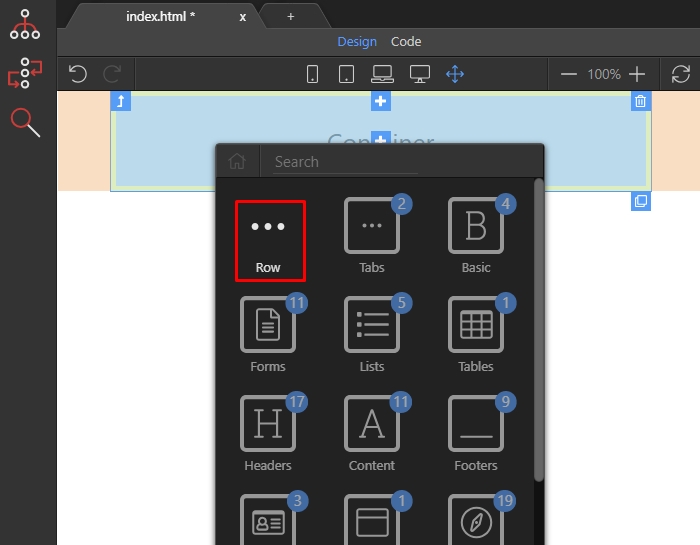 index.html * x +
Design Code
100%
Container
Search
2 4
Row Tabs Basic
11 5 1
Forms Lists Tables
17 11 9
Headers Content Footers
3 1 19